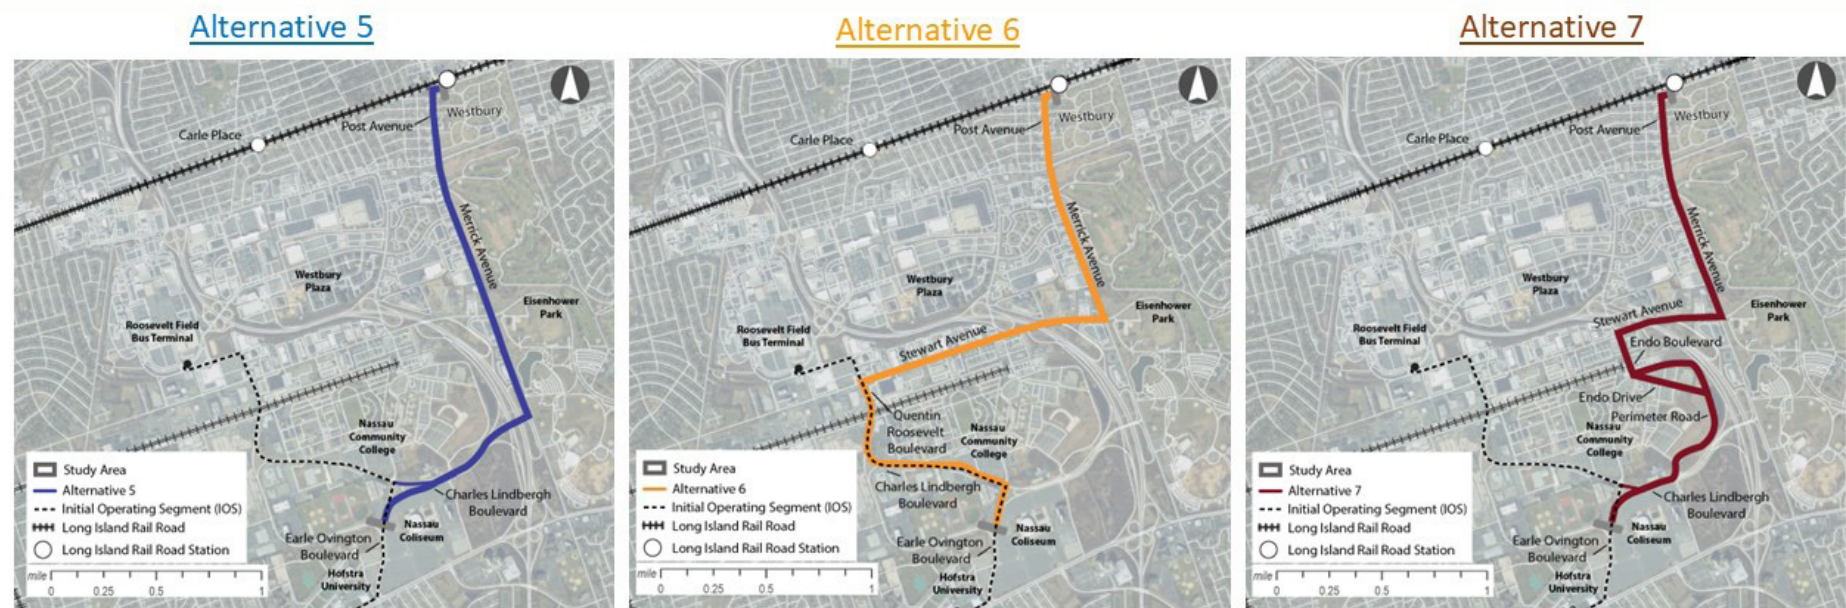 Alternative 5
Westbury
Post Avenue
Carle Place
Merrick Avenue
Westbury
Plaza
Eisenhower
Park
Roosevelt Field
Bus Terminal
Nassau
Community
College
Charles Lindbergh
Boulevard
Nassau
Coliseum
Earle Ovington
Boulevard
Hofstra
University
Study Area
Alternative 5
Initial Operating Segment (IOS)
Long Island Rail Road
Long Island Rail Road Station
mile
0 0.25 0.5 1
Alternative 6
Westbury
Post Avenue
Carle Place
Merrick Avenue
Westbury
Plaza
Eisenhower
Park
Roosevelt Field
Bus Terminal
Stewart Avenue
Quentin
Roosevelt
Boulevard
Nassau
Community
College
Charles Lindbergh
Boulevard
Nassau
Coliseum
Earle Ovington
Boulevard
Hofstra
University
Study Area
Alternative 6
Initial Operating Segment (IOS)
Long Island Rail Road
Long Island Rail Road Station
mile
0 0.25 0.5 1
Alternative 7
Westbury
Post Avenue
Carle Place
Merrick Avenue
Westbury
Plaza
Eisenhower
Park
Stewart Avenue
Roosevelt Field
Bus Terminal
Endo Boulevard
Endo Drive
Perimeter Road
Nassau
Community
College
Charles Lindbergh
Boulevard
Nassau
Coliseum
Earle Ovington
Boulevard
Hofstra
University
Study Area
Alternative 7
Initial Operating Segment (IOS)
Long Island Rail Road
Long Island Rail Road Station
mile
0 0.25 0.5 1